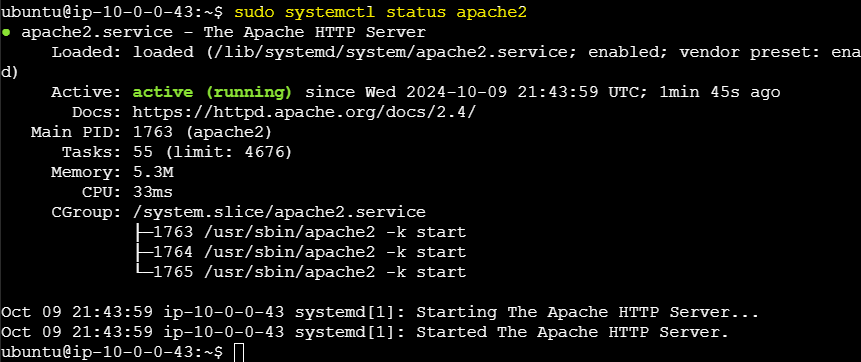 ubuntu@ip-10-0-0-43:~$ sudo systemctl status apache2
● apache2.service - The Apache HTTP Server
     Loaded: loaded (/lib/systemd/system/apache2.service; enabled; vendor preset: ena
d)
     Active: active (running) since Wed 2024-10-09 21:43:59 UTC; 1min 45s ago
       Docs: https://httpd.apache.org/docs/2.4/
   Main PID: 1763 (apache2)
      Tasks: 55 (limit: 4676)
     Memory: 5.3M
        CPU: 33ms
     CGroup: /system.slice/apache2.service
             ├─1763 /usr/sbin/apache2 -k start
             ├─1764 /usr/sbin/apache2 -k start
             └─1765 /usr/sbin/apache2 -k start

Oct 09 21:43:59 ip-10-0-0-43 systemd[1]: Starting The Apache HTTP Server...
Oct 09 21:43:59 ip-10-0-0-43 systemd[1]: Started The Apache HTTP Server.
ubuntu@ip-10-0-0-43:~$